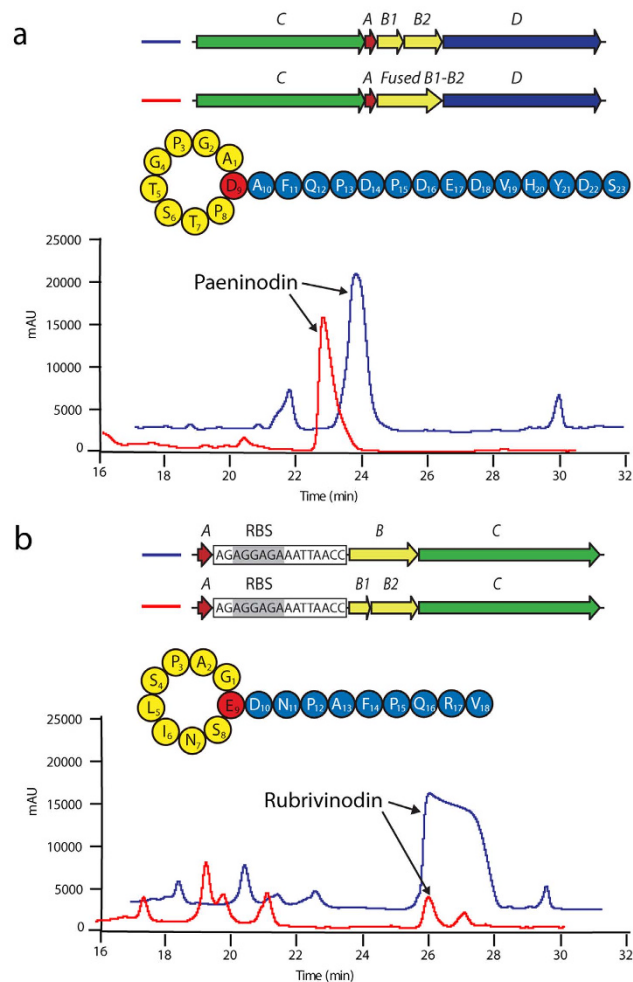 a
C A B1 B2 D
C A Fused B1-B2 D
A1 G2 P3 G4 T5 S6 T7 P8 D9 A10 F11 Q12 P13 D14 P15 D16 E17 D18 V19 H20 Y21 D22 S23
25000
20000
15000
10000
5000
0
mAU
Paeninodin
16 18 20 22 24 26 28 30 32
Time (min)
b
A RBS B C
AGAGGAGAAATTAACC
A RBS B1 B2 C
AGAGGAGAAATTAACC
G1 A2 P3 S4 L5 I6 N7 S8 E9 D10 N11 P12 A13 F14 P15 Q16 R17 V18
25000
20000
15000
10000
5000
0
mAU
Rubrivinodin
16 18 20 22 24 26 28 30 32
Time (min)